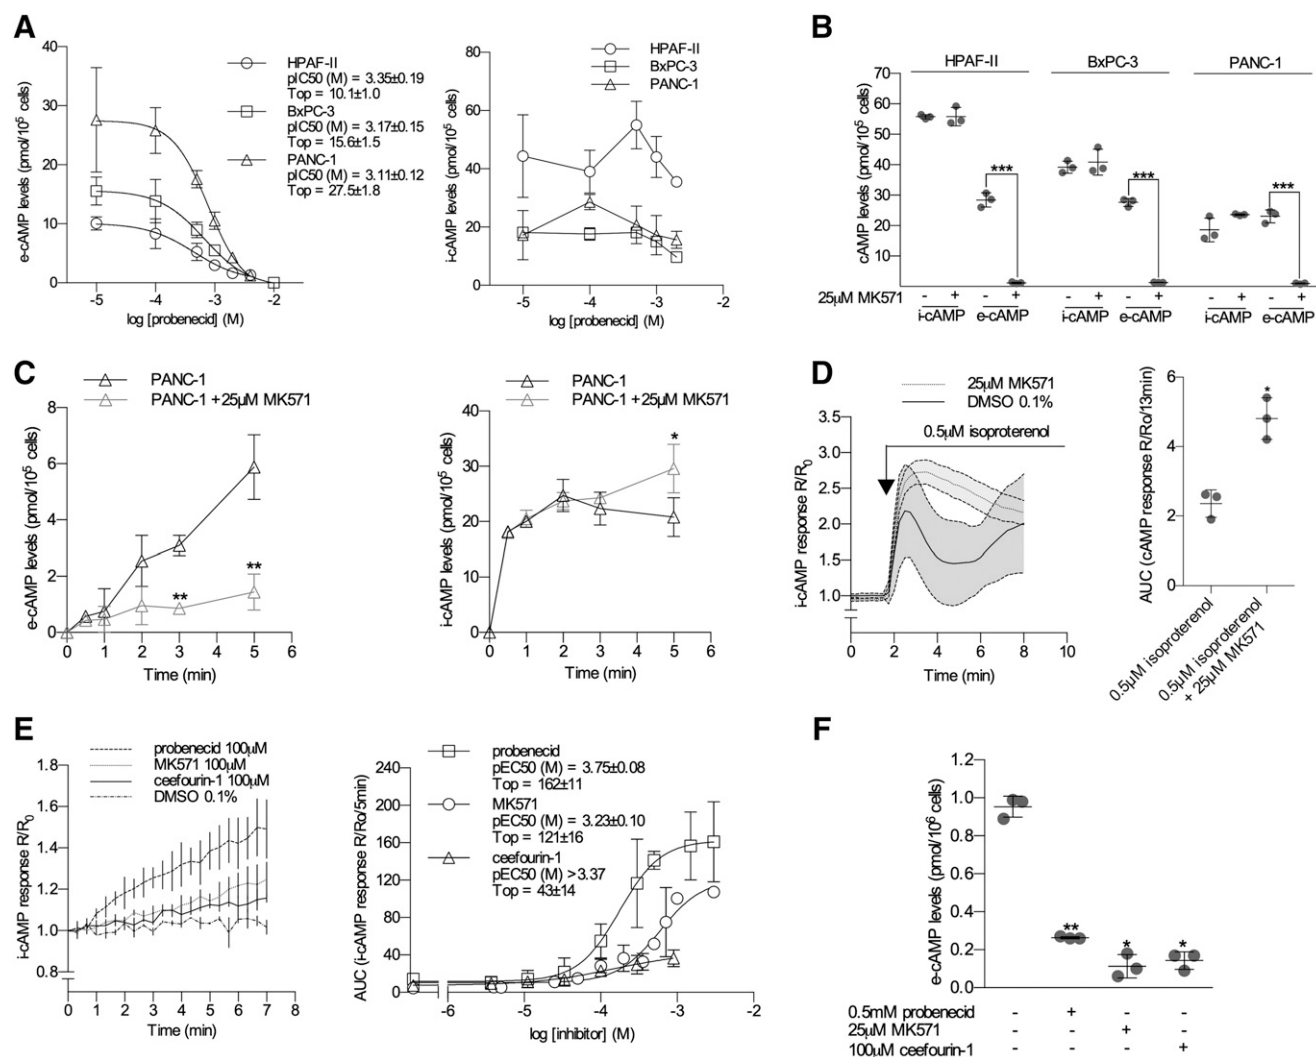 A
e-cAMP levels (pmol/10⁵ cells)
40
30
20
10
0
-5
-4
-3
-2
log [probenecid] (M)
HPAF-II
pIC50 (M) = 3.35±0.19
Top = 10.1±1.0
BxPC-3
pIC50 (M) = 3.17±0.15
Top = 15.6±1.5
PANC-1
pIC50 (M) = 3.11±0.12
Top = 27.5±1.8
i-cAMP levels (pmol/10⁵ cells)
80
60
40
20
0
-5
-4
-3
-2
log [probenecid] (M)
HPAF-II
BxPC-3
PANC-1
B
HPAF-II
BxPC-3
PANC-1
cAMP levels (pmol/10⁵ cells)
70
60
50
40
30
20
10
***
***
***
25µM MK571 - + - + - + - + - + - +
i-cAMP e-cAMP i-cAMP e-cAMP i-cAMP e-cAMP
C
PANC-1
PANC-1 +25µM MK571
e-cAMP levels (pmol/10⁵ cells)
8
6
4
2
0
**
**
0 1 2 3 4 5 6
Time (min)
PANC-1
PANC-1 +25µM MK571
i-cAMP levels (pmol/10⁵ cells)
40
30
20
10
0
*
0 1 2 3 4 5 6
Time (min)
D
25µM MK571
DMSO 0.1%
0.5µM isoproterenol
i-cAMP response R/R₀
3.5
3.0
2.5
2.0
1.5
1.0
0 2 4 6 8 10
Time (min)
AUC (cAMP response R/Ro/13min)
6
4
2
0
*
0.5µM isoproterenol
0.5µM isoproterenol
+ 25µM MK571
E
probenecid 100µM
MK571 100µM
ceefourin-1 100µM
DMSO 0.1%
i-cAMP response R/R₀
1.8
1.6
1.4
1.2
1.0
0.8
0 1 2 3 4 5 6 7 8
Time (min)
AUC (i-cAMP response R/Ro/5min)
240
200
160
120
80
40
0
probenecid
pEC50 (M) = 3.75±0.08
Top = 162±11
MK571
pEC50 (M) = 3.23±0.10
Top = 121±16
ceefourin-1
pEC50 (M) >3.37
Top = 43±14
-6 -6 -5 -4 -3 -2
log [inhibitor] (M)
F
e-cAMP levels (pmol/10⁶ cells)
1.2
1.0
0.8
0.6
0.4
0.2
0.0
**
*
*
0.5mM probenecid - + - -
25µM MK571 - - + -
100µM ceefourin-1 - - - +